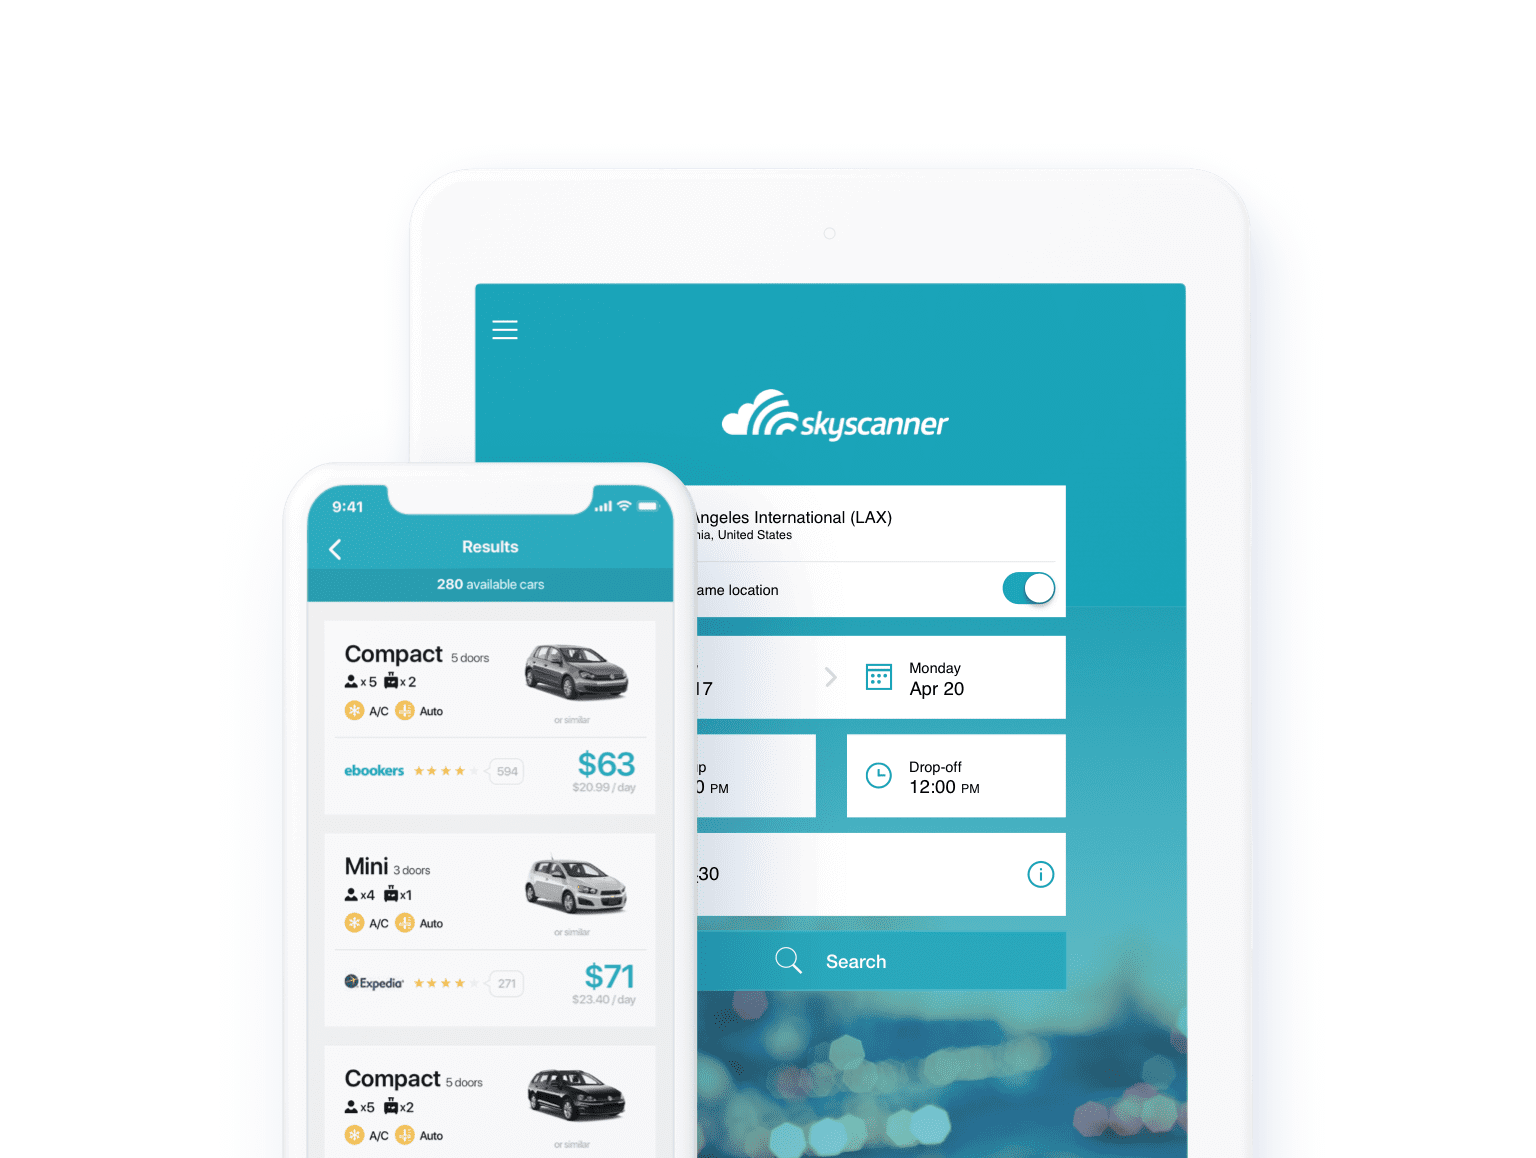 skyscanner
Angeles International (LAX)
nia, United States
ame location
17
Monday
Apr 20
up
0 PM
Drop-off
12:00 PM
30
Search
9:41
Results
280 available cars
Compact 5 doors
x5 x2
A/C Auto
or similar
ebookers 594
$63
$20.99 / day
Mini 3 doors
x4 x1
A/C Auto
or similar
Expedia 271
$71
$23.40 / day
Compact 5 doors
x5 x2
A/C Auto
or similar